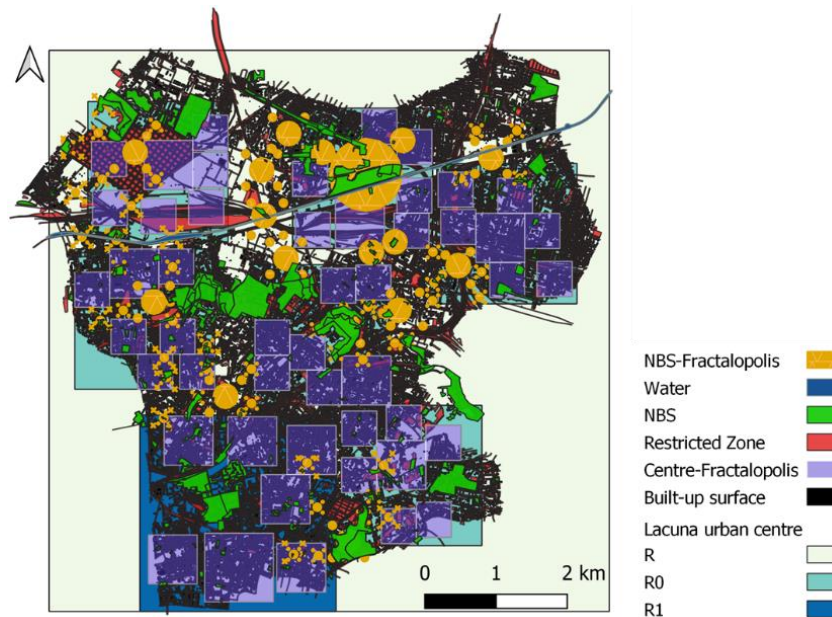 NBS-Fractalopolis
Water
NBS
Restricted Zone
Centre-Fractalopolis
Built-up surface
Lacuna urban centre
R
R0
R1
0 1 2 km